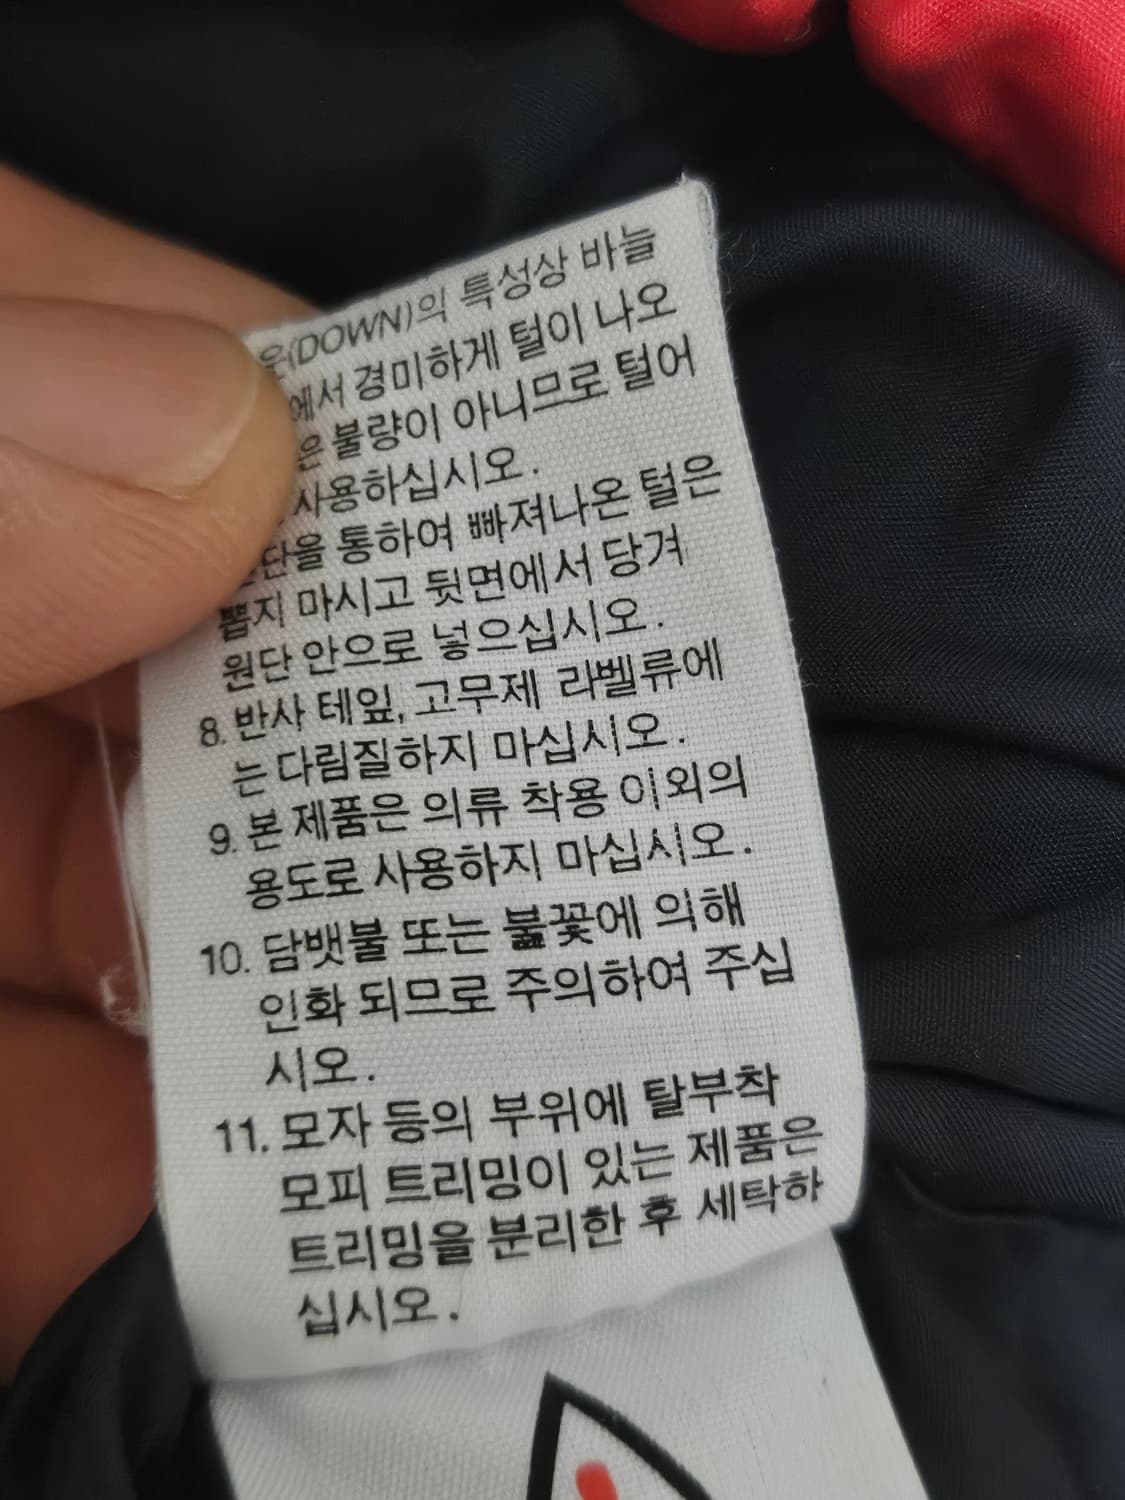 운(DOWN)의 특성상 바늘
에서 경미하게 털이 나오
은 불량이 아니므로 털어
사용하십시오.
단을 통하여 빠져나온 털은
뽑지 마시고 뒷면에서 당겨
원단 안으로 넣으십시오.
8. 반사 테잎, 고무제 라벨류에
는 다림질하지 마십시오.
9. 본 제품은 의류 착용 이외의
용도로 사용하지 마십시오.
10. 담뱃불 또는 불꽃에 의해
인화 되므로 주의하여 주십
시오.
11. 모자 등의 부위에 탈부착
모피 트리밍이 있는 제품은
트리밍을 분리한 후 세탁하
십시오.